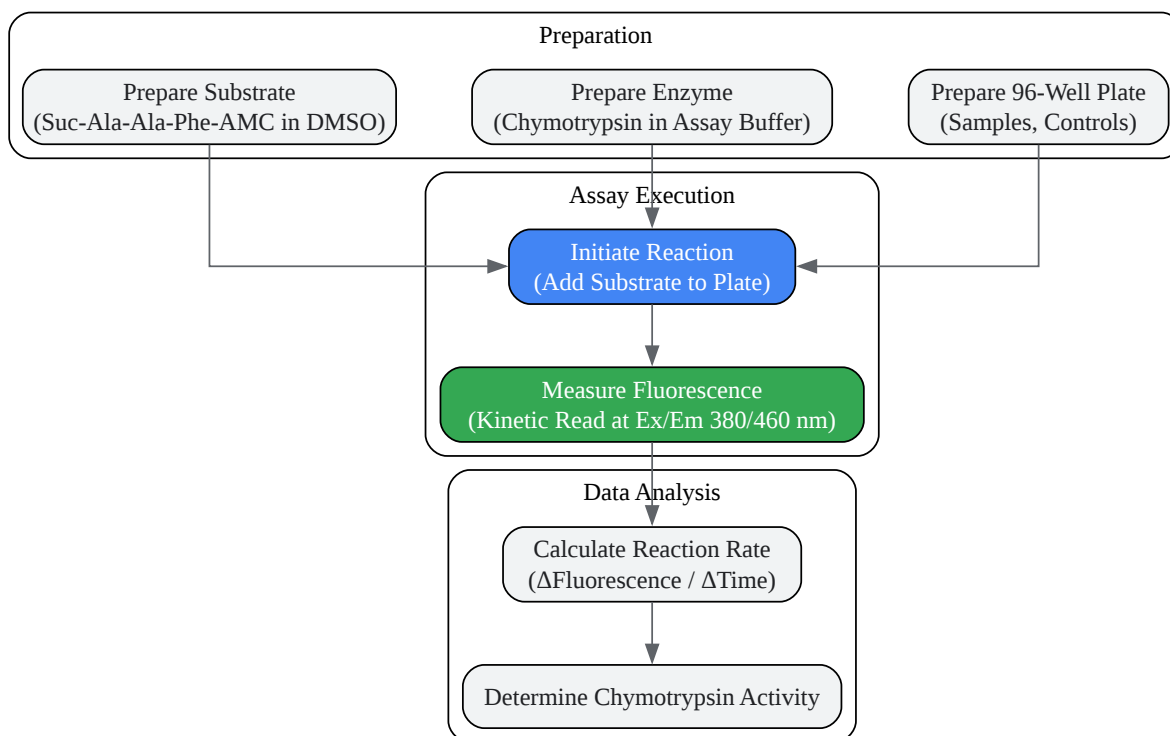 Preparation
Prepare Substrate
(Suc-Ala-Ala-Phe-AMC in DMSO)
Prepare Enzyme
(Chymotrypsin in Assay Buffer)
Prepare 96-Well Plate
(Samples, Controls)
Assay Execution
Initiate Reaction
(Add Substrate to Plate)
Measure Fluorescence
(Kinetic Read at Ex/Em 380/460 nm)
Data Analysis
Calculate Reaction Rate
(ΔFluorescence / ΔTime)
Determine Chymotrypsin Activity